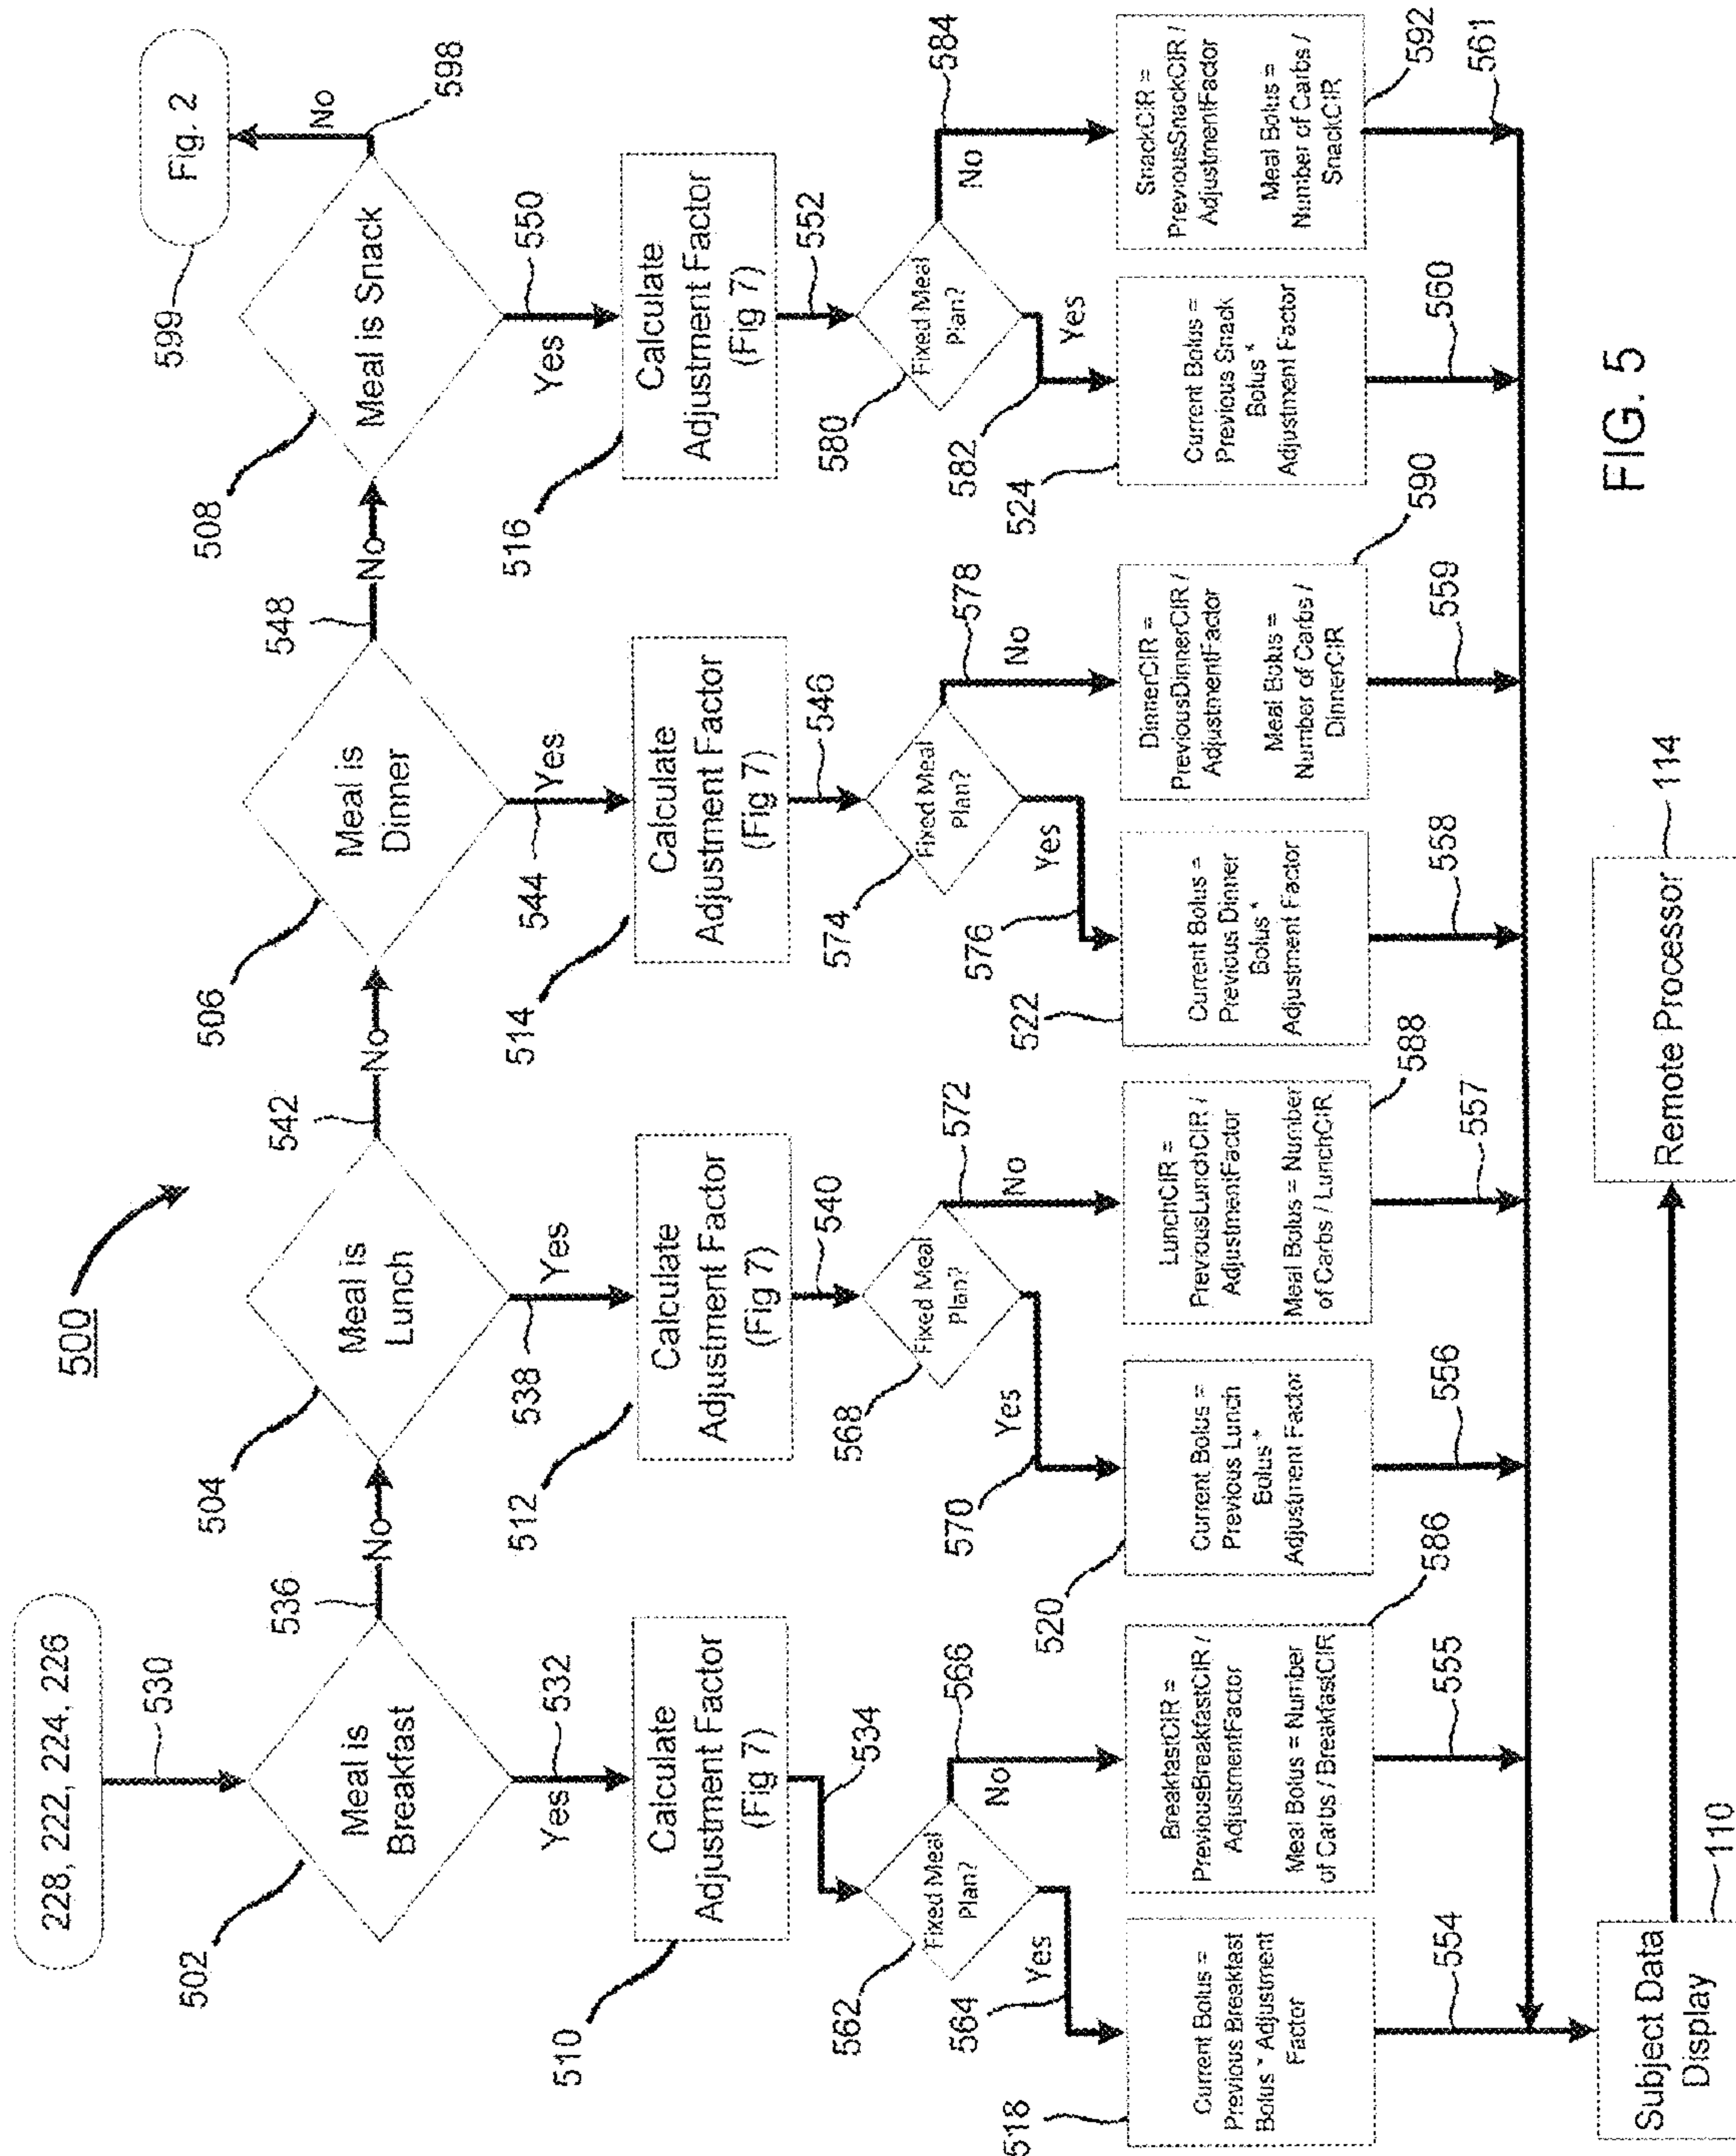 500
228, 222, 224, 226
530
502
Meal is
Breakfast
536
No
504
Meal is
Lunch
542
No
506
Meal is
Dinner
548
No
508
Meal is Snack
No
598
599
Fig. 2
Yes
532
Yes
538
Yes
544
Yes
550
510
Calculate
Adjustment Factor
(Fig 7)
534
512
Calculate
Adjustment Factor
(Fig 7)
540
514
Calculate
Adjustment Factor
(Fig 7)
546
516
Calculate
Adjustment Factor
(Fig 7)
552
562
Fixed Meal
Plan?
Yes
564
No
566
568
Fixed Meal
Plan?
Yes
570
No
572
574
Fixed Meal
Plan?
Yes
576
No
578
580
Fixed Meal
Plan?
Yes
582
No
584
518
Current Bolus =
Previous Breakfast
Bolus * Adjustment
Factor
554
BreakfastCIR =
PreviousBreakfastCIR /
AdjustmentFactor
Meal Bolus = Number
of Carbs / BreakfastCIR
586
555
520
Current Bolus =
Previous Lunch
Bolus *
Adjustment Factor
556
LunchCIR =
PreviousLunchCIR /
AdjustmentFactor
Meal Bolus = Number
of Carbs / LunchCIR
588
557
522
Current Bolus =
Previous Dinner
Bolus *
Adjustment Factor
558
DinnerCIR =
PreviousDinnerCIR /
AdjustmentFactor
Meal Bolus =
Number of Carbs /
DinnerCIR
590
559
524
Current Bolus =
Previous Snack
Bolus *
Adjustment Factor
560
SnackCIR =
PreviousSnackCIR /
AdjustmentFactor
Meal Bolus =
Number of Carbs /
SnackCIR
592
561
Subject Data
Display
110
Remote Processor
114
FIG. 5